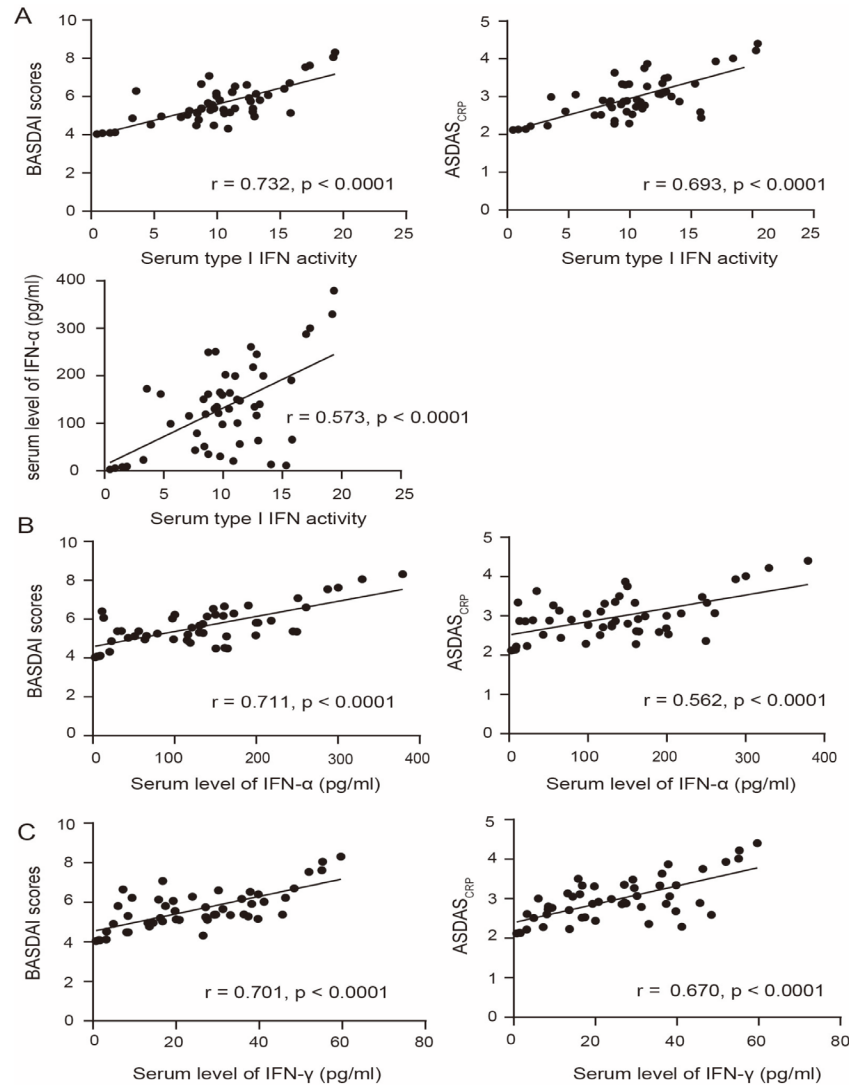 A
10
8
6
4
2
0
BASDAI scores
r = 0.732, p < 0.0001
0 5 10 15 20 25
Serum type I IFN activity
5
4
3
2
1
0
ASDAS CRP
r = 0.693, p < 0.0001
0 5 10 15 20 25
Serum type I IFN activity
400
300
200
100
0
serum level of IFN-α (pg/ml)
r = 0.573, p < 0.0001
0 5 10 15 20 25
Serum type I IFN activity
B
10
8
6
4
2
0
BASDAI scores
r = 0.711, p < 0.0001
0 100 200 300 400
Serum level of IFN-α (pg/ml)
5
4
3
2
1
0
ASDAS CRP
r = 0.562, p < 0.0001
0 100 200 300 400
Serum level of IFN-α (pg/ml)
C
10
8
6
4
2
0
BASDAI scores
r = 0.701, p < 0.0001
0 20 40 60 80
Serum level of IFN-γ (pg/ml)
5
4
3
2
1
0
ASDAS CRP
r = 0.670, p < 0.0001
0 20 40 60 80
Serum level of IFN-γ (pg/ml)